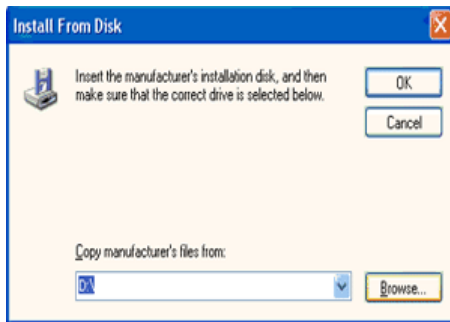 Install From Disk
Insert the manufacturer's installation disk, and then
make sure that the correct drive is selected below.
OK
Cancel
Copy manufacturer's files from:
D:\
Browse...